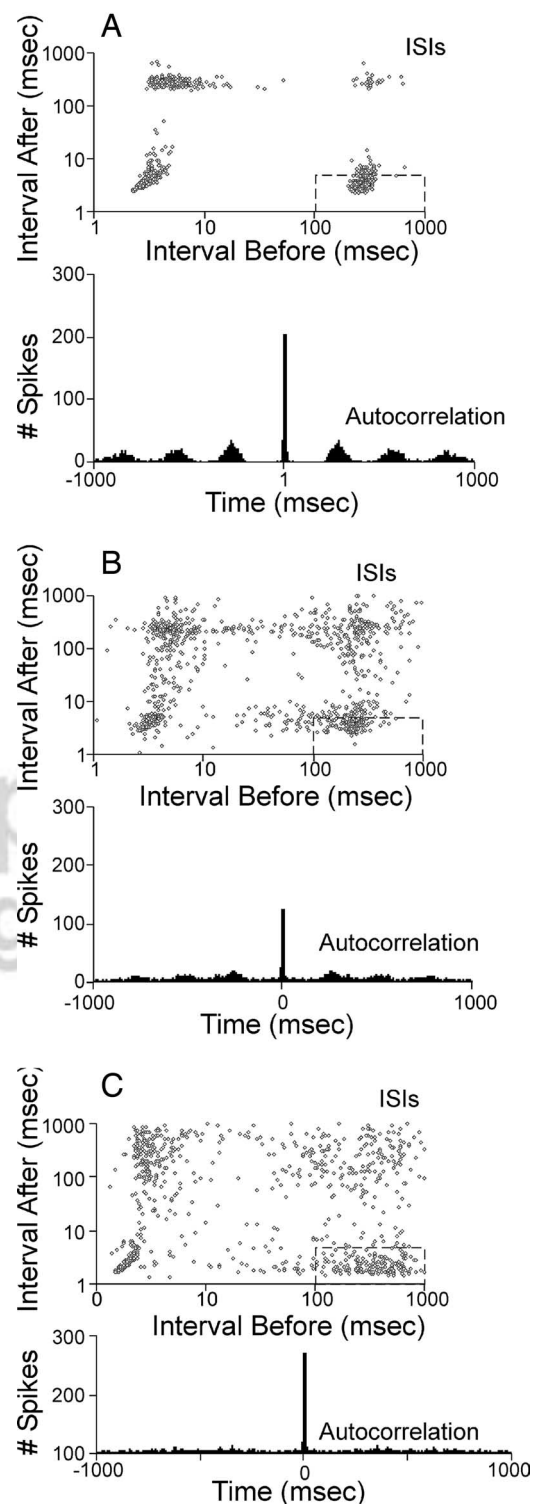 A
ISIs
Interval After (msec)
1000
100
10
1
1 10 100 1000
Interval Before (msec)
# Spikes
300
200
100
0
Autocorrelation
-1000 1 1000
Time (msec)
B
ISIs
Interval After (msec)
1000
100
10
1
1 10 100 1000
Interval Before (msec)
# Spikes
300
200
100
0
Autocorrelation
-1000 0 1000
Time (msec)
C
ISIs
Interval After (msec)
1000
100
10
1
0 10 100 1000
Interval Before (msec)
# Spikes
300
200
100
Autocorrelation
-1000 0 1000
Time (msec)